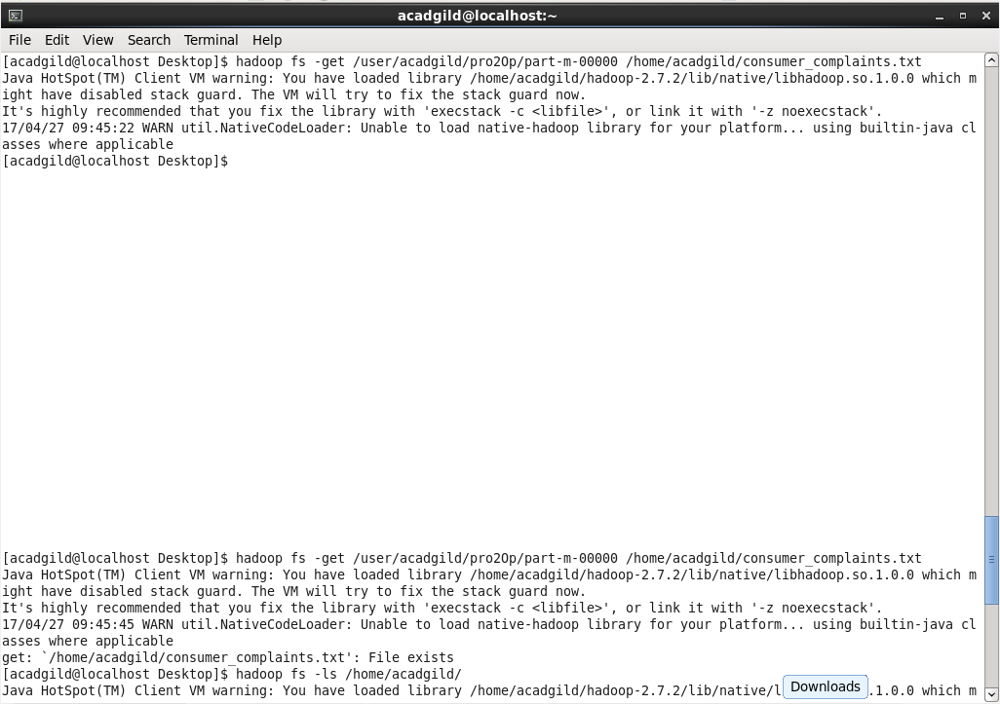 acadgild@localhost:~
File Edit View Search Terminal Help
[acadgild@localhost Desktop]$ hadoop fs -get /user/acadgild/pro2Op/part-m-00000 /home/acadgild/consumer_complaints.txt
Java HotSpot(TM) Client VM warning: You have loaded library /home/acadgild/hadoop-2.7.2/lib/native/libhadoop.so.1.0.0 which m
ight have disabled stack guard. The VM will try to fix the stack guard now.
It's highly recommended that you fix the library with 'execstack -c <libfile>', or link it with '-z noexecstack'.
17/04/27 09:45:22 WARN util.NativeCodeLoader: Unable to load native-hadoop library for your platform... using builtin-java cl
asses where applicable
[acadgild@localhost Desktop]$
[acadgild@localhost Desktop]$ hadoop fs -get /user/acadgild/pro2Op/part-m-00000 /home/acadgild/consumer_complaints.txt
Java HotSpot(TM) Client VM warning: You have loaded library /home/acadgild/hadoop-2.7.2/lib/native/libhadoop.so.1.0.0 which m
ight have disabled stack guard. The VM will try to fix the stack guard now.
It's highly recommended that you fix the library with 'execstack -c <libfile>', or link it with '-z noexecstack'.
17/04/27 09:45:45 WARN util.NativeCodeLoader: Unable to load native-hadoop library for your platform... using builtin-java cl
asses where applicable
get: `/home/acadgild/consumer_complaints.txt': File exists
[acadgild@localhost Desktop]$ hadoop fs -ls /home/acadgild/
Java HotSpot(TM) Client VM warning: You have loaded library /home/acadgild/hadoop-2.7.2/lib/native/l Downloads .1.0.0 which m